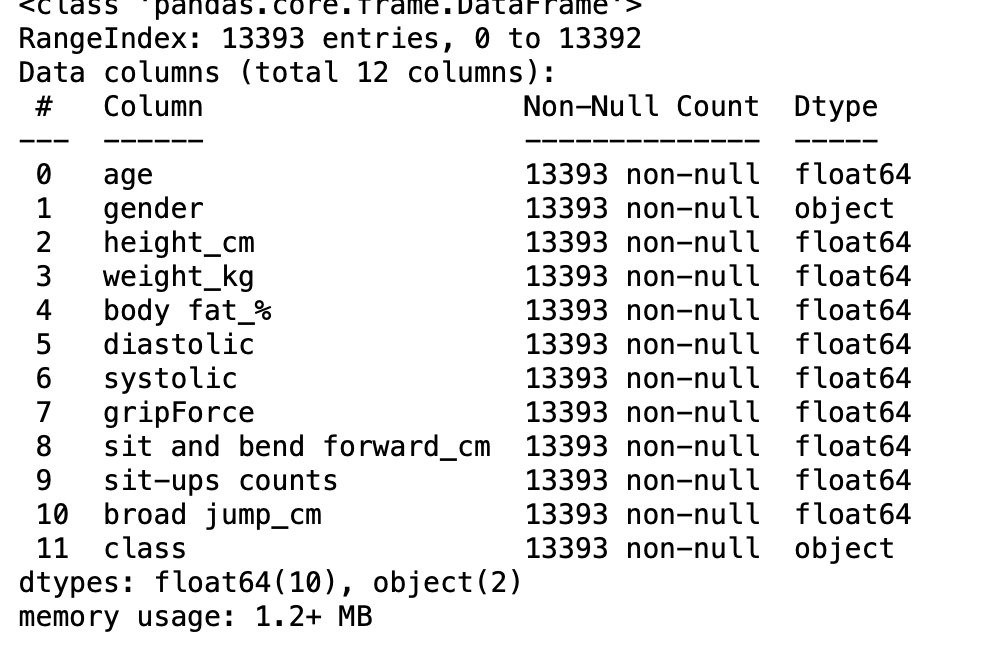 <class 'pandas.core.frame.DataFrame'>
RangeIndex: 13393 entries, 0 to 13392
Data columns (total 12 columns):
 #   Column                   Non-Null Count  Dtype
---  ------                   --------------  -----
 0   age                      13393 non-null  float64
 1   gender                   13393 non-null  object
 2   height_cm                13393 non-null  float64
 3   weight_kg                13393 non-null  float64
 4   body fat_%               13393 non-null  float64
 5   diastolic                13393 non-null  float64
 6   systolic                 13393 non-null  float64
 7   gripForce                13393 non-null  float64
 8   sit and bend forward_cm  13393 non-null  float64
 9   sit-ups counts           13393 non-null  float64
 10  broad jump_cm            13393 non-null  float64
 11  class                    13393 non-null  object
dtypes: float64(10), object(2)
memory usage: 1.2+ MB